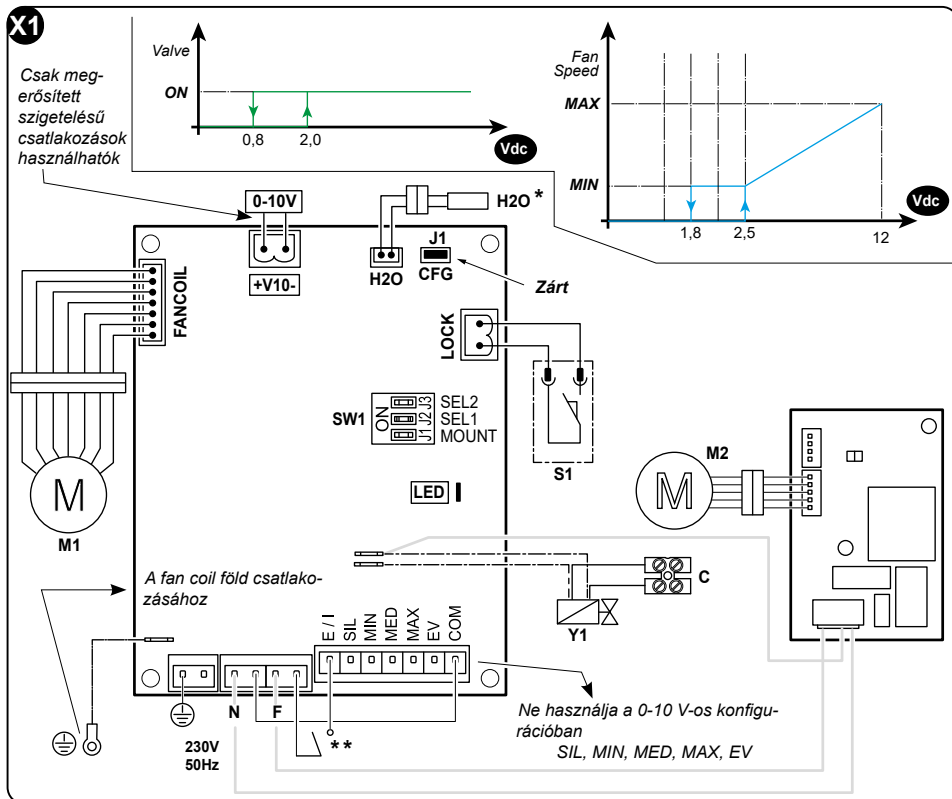 X1
Csak meg-
erősített
szigetelésű
csatlakozások
használhatók
Valve
ON
0,8
2,0
Vdc
Fan
Speed
MAX
MIN
1,8
2,5
12
Vdc
0-10V
+V10-
H2O *
H2O
J1
CFG
Zárt
FANCOIL
LOCK
SW1
ON
J3 SEL2
J2 SEL1
J1 MOUNT
S1
LED
M
M1
M2
M
A fan coil föld csatlako-
zásához
C
Y1
E / I
SIL
MIN
MED
MAX
EV
COM
N
F
230V
50Hz
**
Ne használja a 0-10 V-os konfigu-
rációban
SIL, MIN, MED, MAX, EV